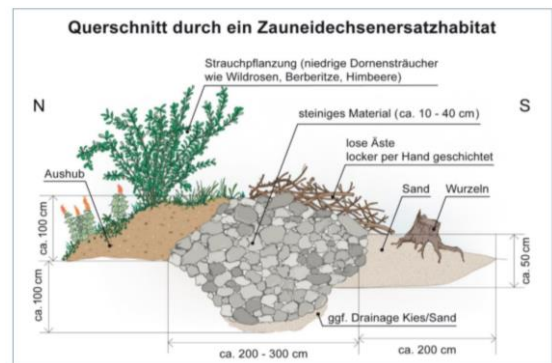 Querschnitt durch ein Zauneidechsenersatzhabitat
Strauchpflanzung (niedrige Dornensträucher
wie Wildrosen, Berberitze, Himbeere)
N
S
steiniges Material (ca. 10 - 40 cm)
lose Äste
locker per Hand geschichtet
Aushub
Sand
Wurzeln
ca. 100 cm
ca. 50 cm
ca. 100 cm
ggf. Drainage Kies/Sand
ca. 200 - 300 cm
ca. 200 cm